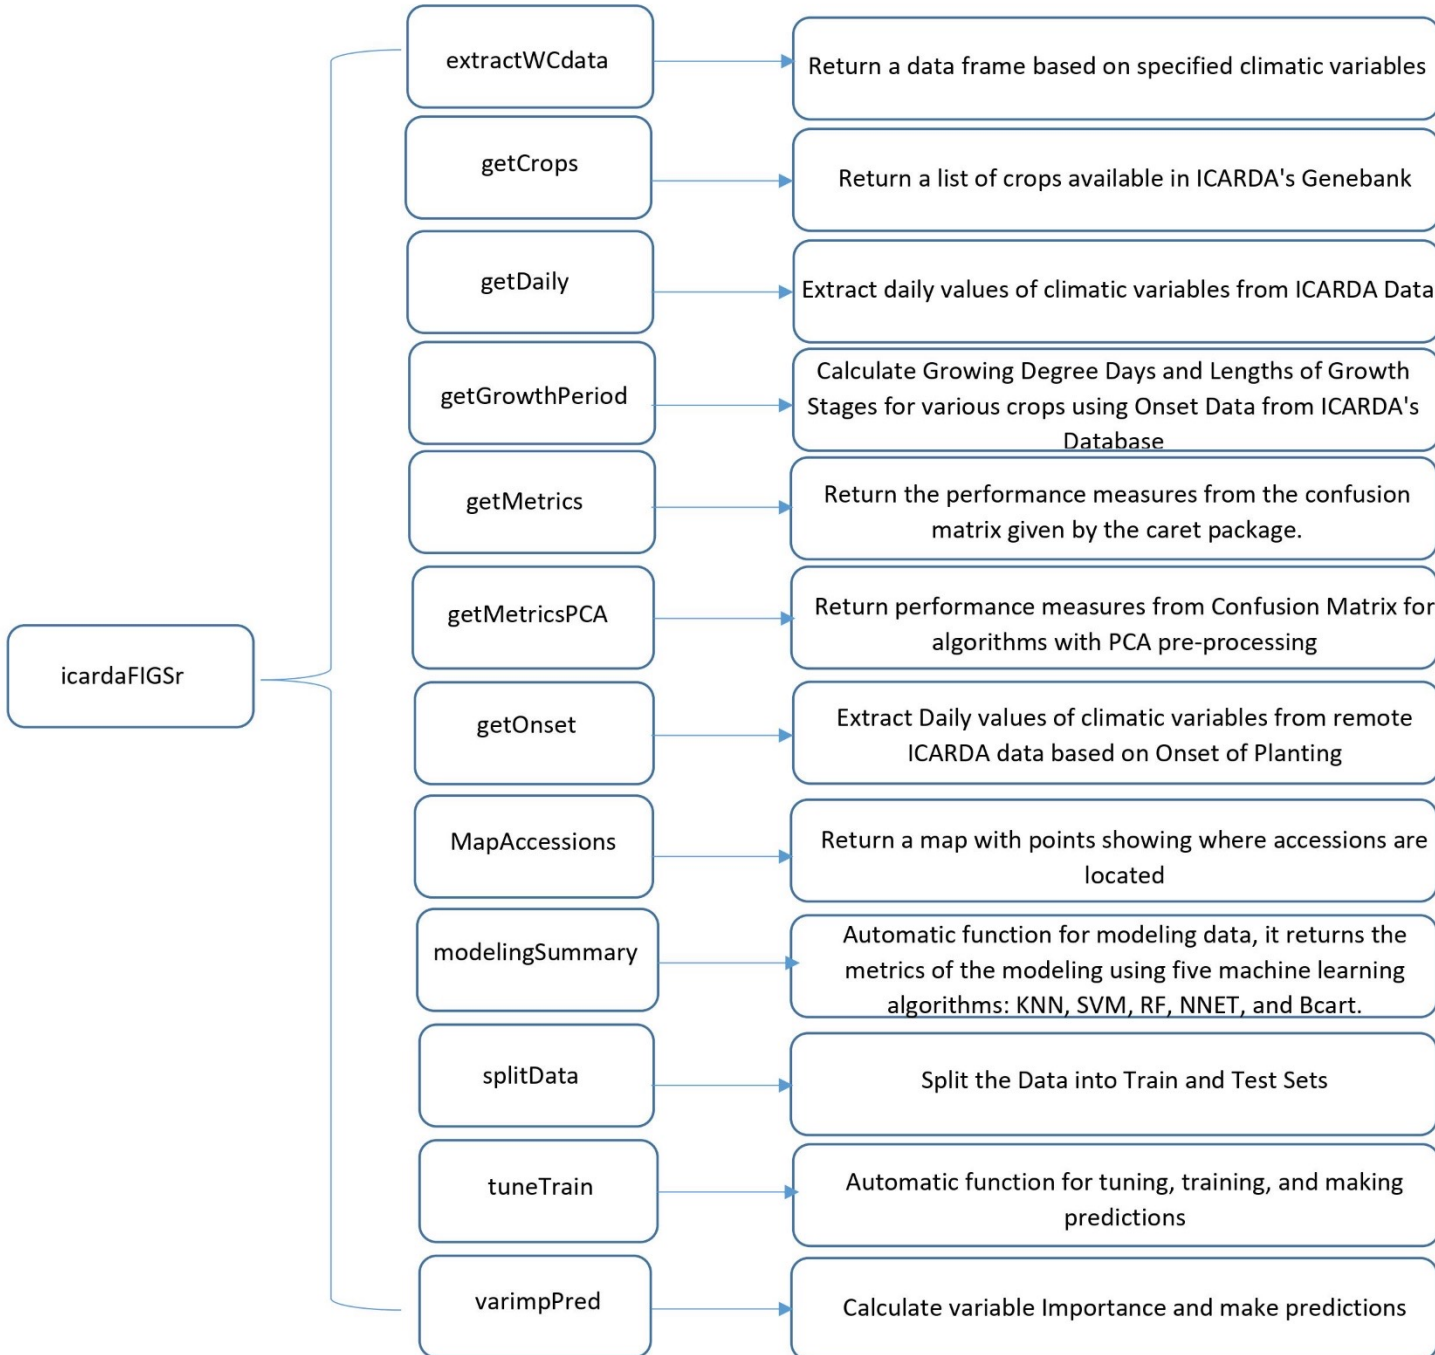 icardaFIGSr
extractWCdata
Return a data frame based on specified climatic variables
getCrops
Return a list of crops available in ICARDA's Genebank
getDaily
Extract daily values of climatic variables from ICARDA Data
getGrowthPeriod
Calculate Growing Degree Days and Lengths of Growth
Stages for various crops using Onset Data from ICARDA's
Database
getMetrics
Return the performance measures from the confusion
matrix given by the caret package.
getMetricsPCA
Return performance measures from Confusion Matrix for
algorithms with PCA pre-processing
getOnset
Extract Daily values of climatic variables from remote
ICARDA data based on Onset of Planting
MapAccessions
Return a map with points showing where accessions are
located
modelingSummary
Automatic function for modeling data, it returns the
metrics of the modeling using five machine learning
algorithms: KNN, SVM, RF, NNET, and Bcart.
splitData
Split the Data into Train and Test Sets
tuneTrain
Automatic function for tuning, training, and making
predictions
varimpPred
Calculate variable Importance and make predictions